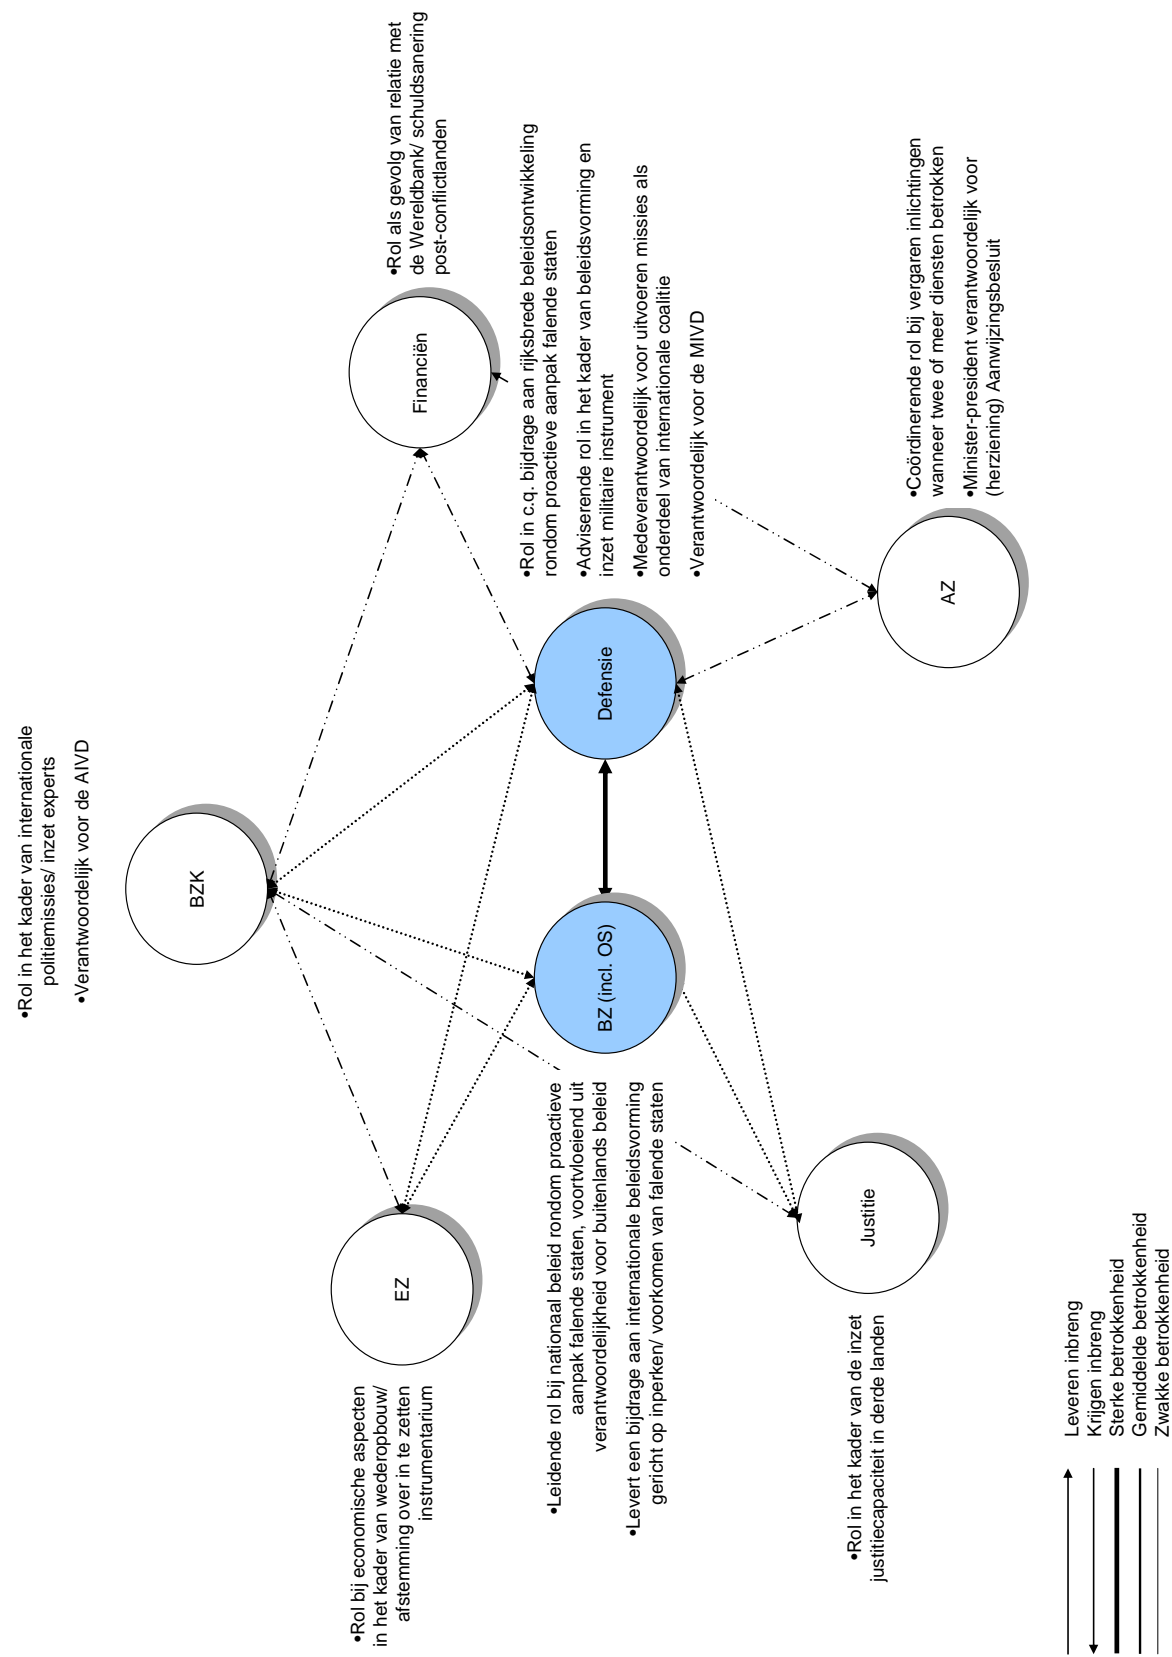 •Rol in het kader van internationale
politiemissies/ inzet experts
•Verantwoordelijk voor de AIVD
BZK
•Rol bij economische aspecten
in het kader van wederopbouw/
afstemming over in te zetten
instrumentarium
EZ
Financiën
•Rol als gevolg van relatie met
de Wereldbank/ schuldsanering
post-conflictlanden
•Leidende rol bij nationaal beleid rondom proactieve
aanpak falende staten, voortvloeiend uit
verantwoordelijkheid voor buitenlands beleid
•Levert een bijdrage aan internationale beleidsvorming
gericht op inperken/ voorkomen van falende staten
BZ (incl. OS)
Defensie
•Rol in c.q. bijdrage aan rijksbrede beleidsontwikkeling
rondom proactieve aanpak falende staten
•Adviserende rol in het kader van beleidsvorming en
inzet militaire instrument
•Medeverantwoordelijk voor uitvoeren missies als
onderdeel van internationale coalitie
•Verantwoordelijk voor de MIVD
•Rol in het kader van de inzet
justitiecapaciteit in derde landen
Justitie
AZ
•Coördinerende rol bij vergaren inlichtingen
wanneer twee of meer diensten betrokken
•Minister-president verantwoordelijk voor
(herziening) Aanwijzingsbesluit
Leveren inbreng
Krijgen inbreng
Sterke betrokkenheid
Gemiddelde betrokkenheid
Zwakke betrokkenheid